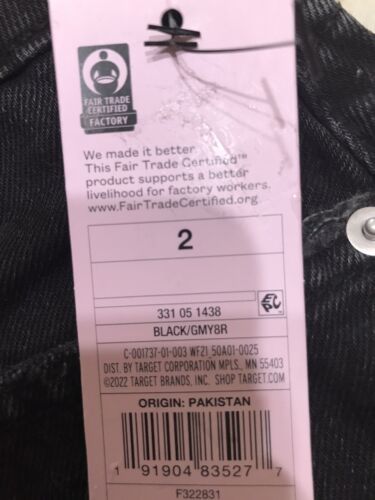 FAIR TRADE
CERTIFIED
FACTORY
We made it better.
This Fair Trade Certified™
product supports a better
livelihood for factory workers.
www.FairTradeCertified.org
2
331 05 1438
BLACK/GMY8R
C-001737-01-003 WF21_50A01-0025
DIST. BY TARGET CORPORATION MPLS., MN 55403
©2022 TARGET BRANDS, INC. SHOP TARGET.COM
ORIGIN: PAKISTAN
1 91904 83527 7
F322831